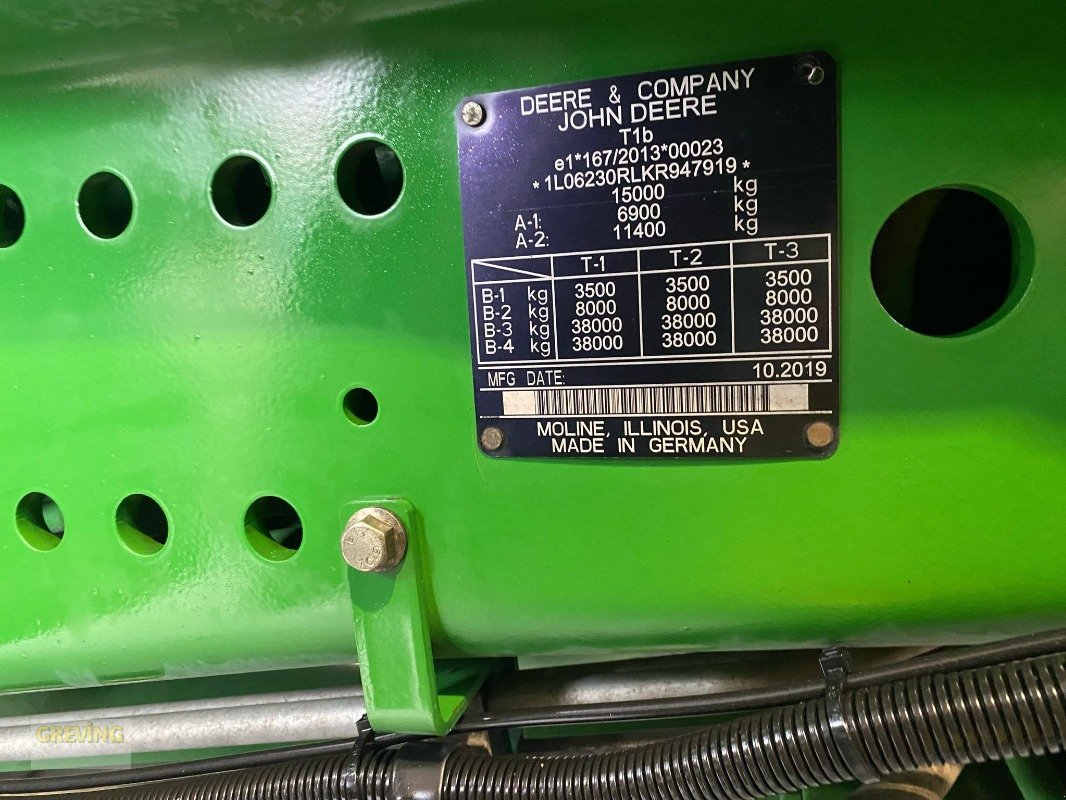 DEERE & COMPANY
JOHN DEERE
T1b
e1*167/2013*00023
*1L06230RLKR947919*
15000 kg
A-1: 6900 kg
A-2: 11400 kg
T-1 T-2 T-3
B-1 kg 3500 3500 3500
B-2 kg 8000 8000 8000
B-3 kg 38000 38000 38000
B-4 kg 38000 38000 38000
MFG DATE: 10.2019
MOLINE, ILLINOIS, USA
MADE IN GERMANY
GREVING